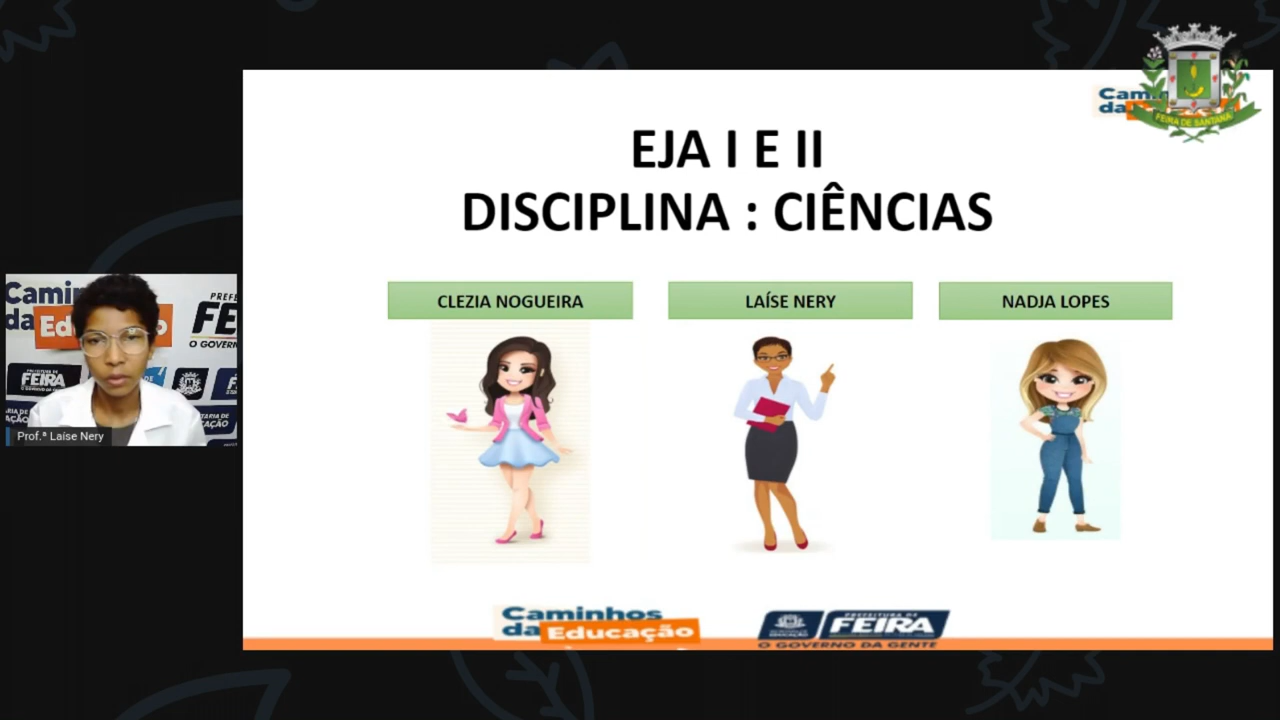 EJA I E II
DISCIPLINA : CIÊNCIAS
CLEZIA NOGUEIRA
LAÍSE NERY
NADJA LOPES
Prof.ª Laíse Nery
FEIRA DE SANTANA
Caminhos
da Educação
PREFEITURA DE
FEIRA
O GOVERNO DA GENTE